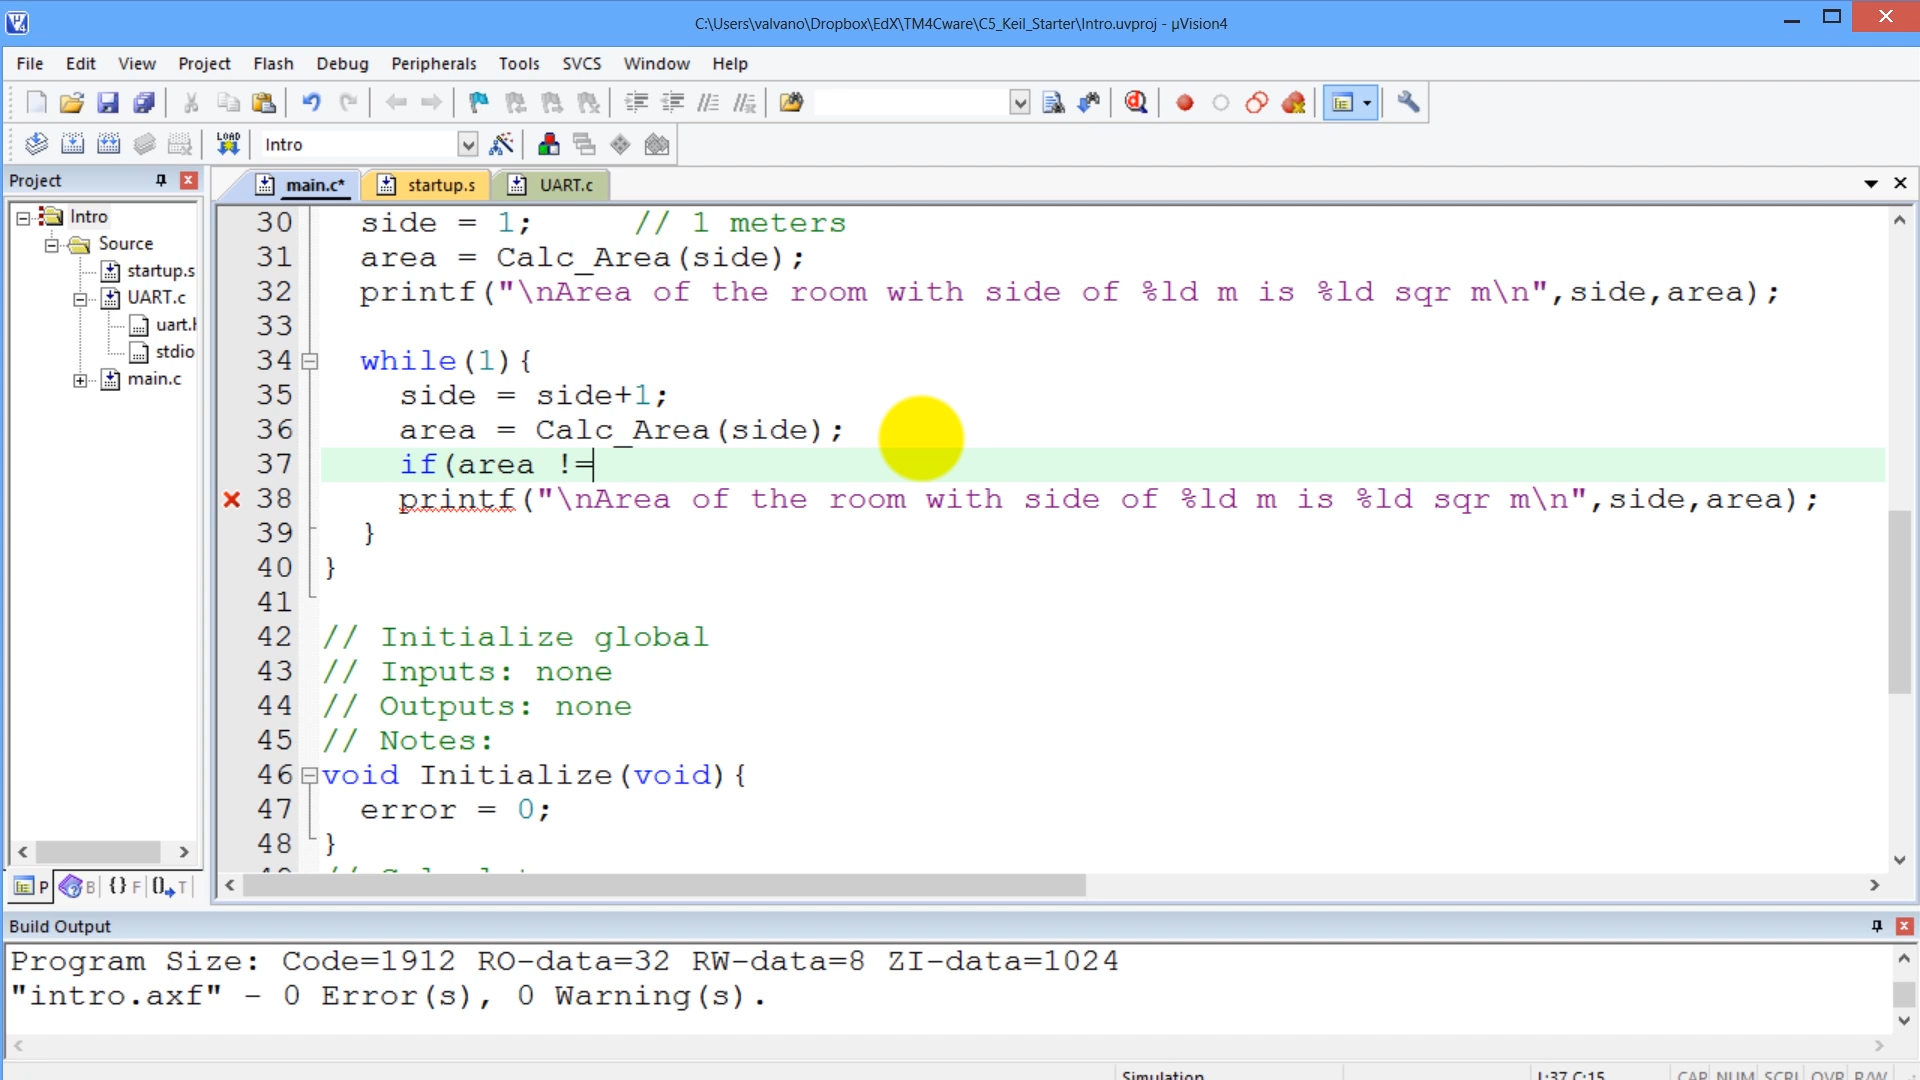 C:\Users\valvano\Dropbox\EdX\TM4Cware\C5_Keil_Starter\Intro.uvproj - µVision4
File Edit View Project Flash Debug Peripherals Tools SVCS Window Help
LOAD Intro
Project
main.c* startup.s UART.c
Intro
Source
startup.s
UART.c
uart.h
stdio
main.c
30 side = 1; // 1 meters
31 area = Calc_Area(side);
32 printf("\nArea of the room with side of %ld m is %ld sqr m\n",side,area);
33
34 while(1){
35 side = side+1;
36 area = Calc_Area(side);
37 if(area !=
38 printf("\nArea of the room with side of %ld m is %ld sqr m\n",side,area);
39 }
40 }
41
42 // Initialize global
43 // Inputs: none
44 // Outputs: none
45 // Notes:
46 void Initialize(void){
47 error = 0;
48 }
P B {} F 0 T
Build Output
Program Size: Code=1912 RO-data=32 RW-data=8 ZI-data=1024
"intro.axf" - 0 Error(s), 0 Warning(s).
Simulation L:37 C:15 CAP NUM SCRL OVR R/W